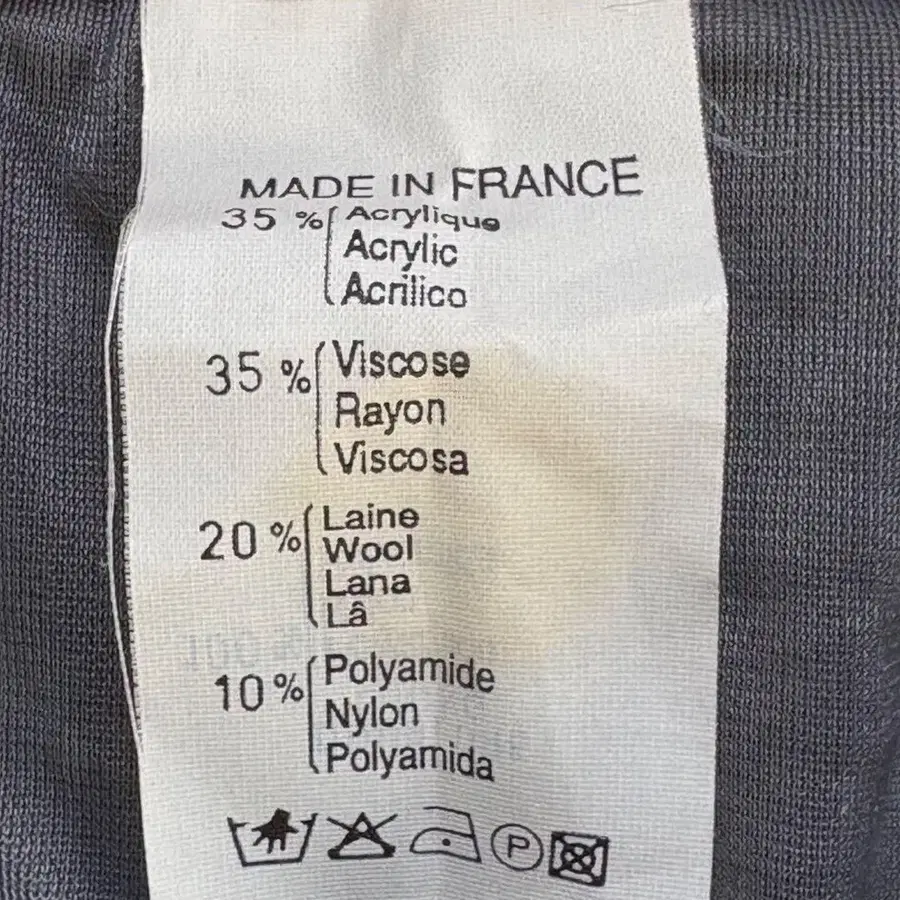 MADE IN FRANCE
35 % Acrylique
Acrylic
Acrilico
35 % Viscose
Rayon
Viscosa
20 % Laine
Wool
Lana
Lâ
10 % Polyamide
Nylon
Polyamida
P